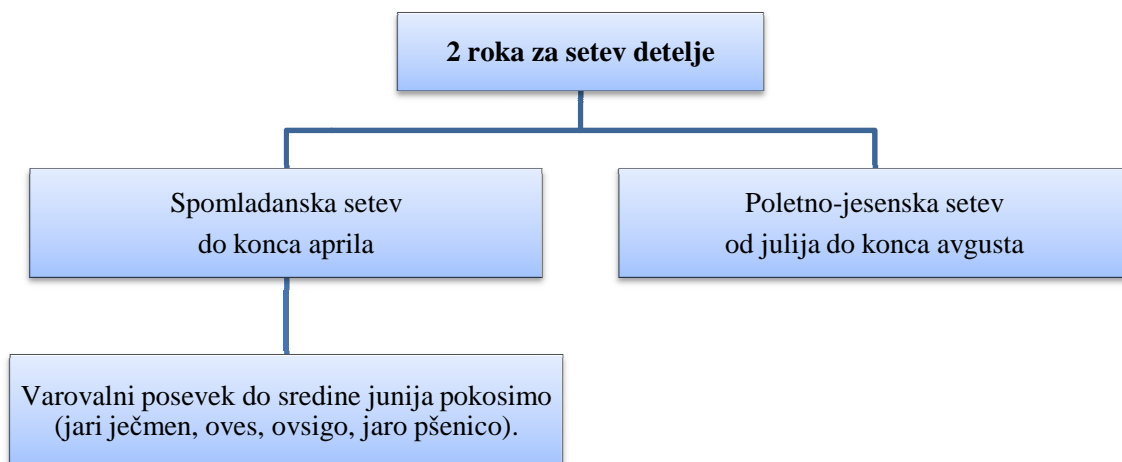 2 roka za setev detelje
Spomladanska setev
do konca aprila
Poletno-jesenska setev
od julija do konca avgusta
Varovalni posevek do sredine junija pokosimo
(jari ječmen, oves, ovsigo, jaro pšenico).